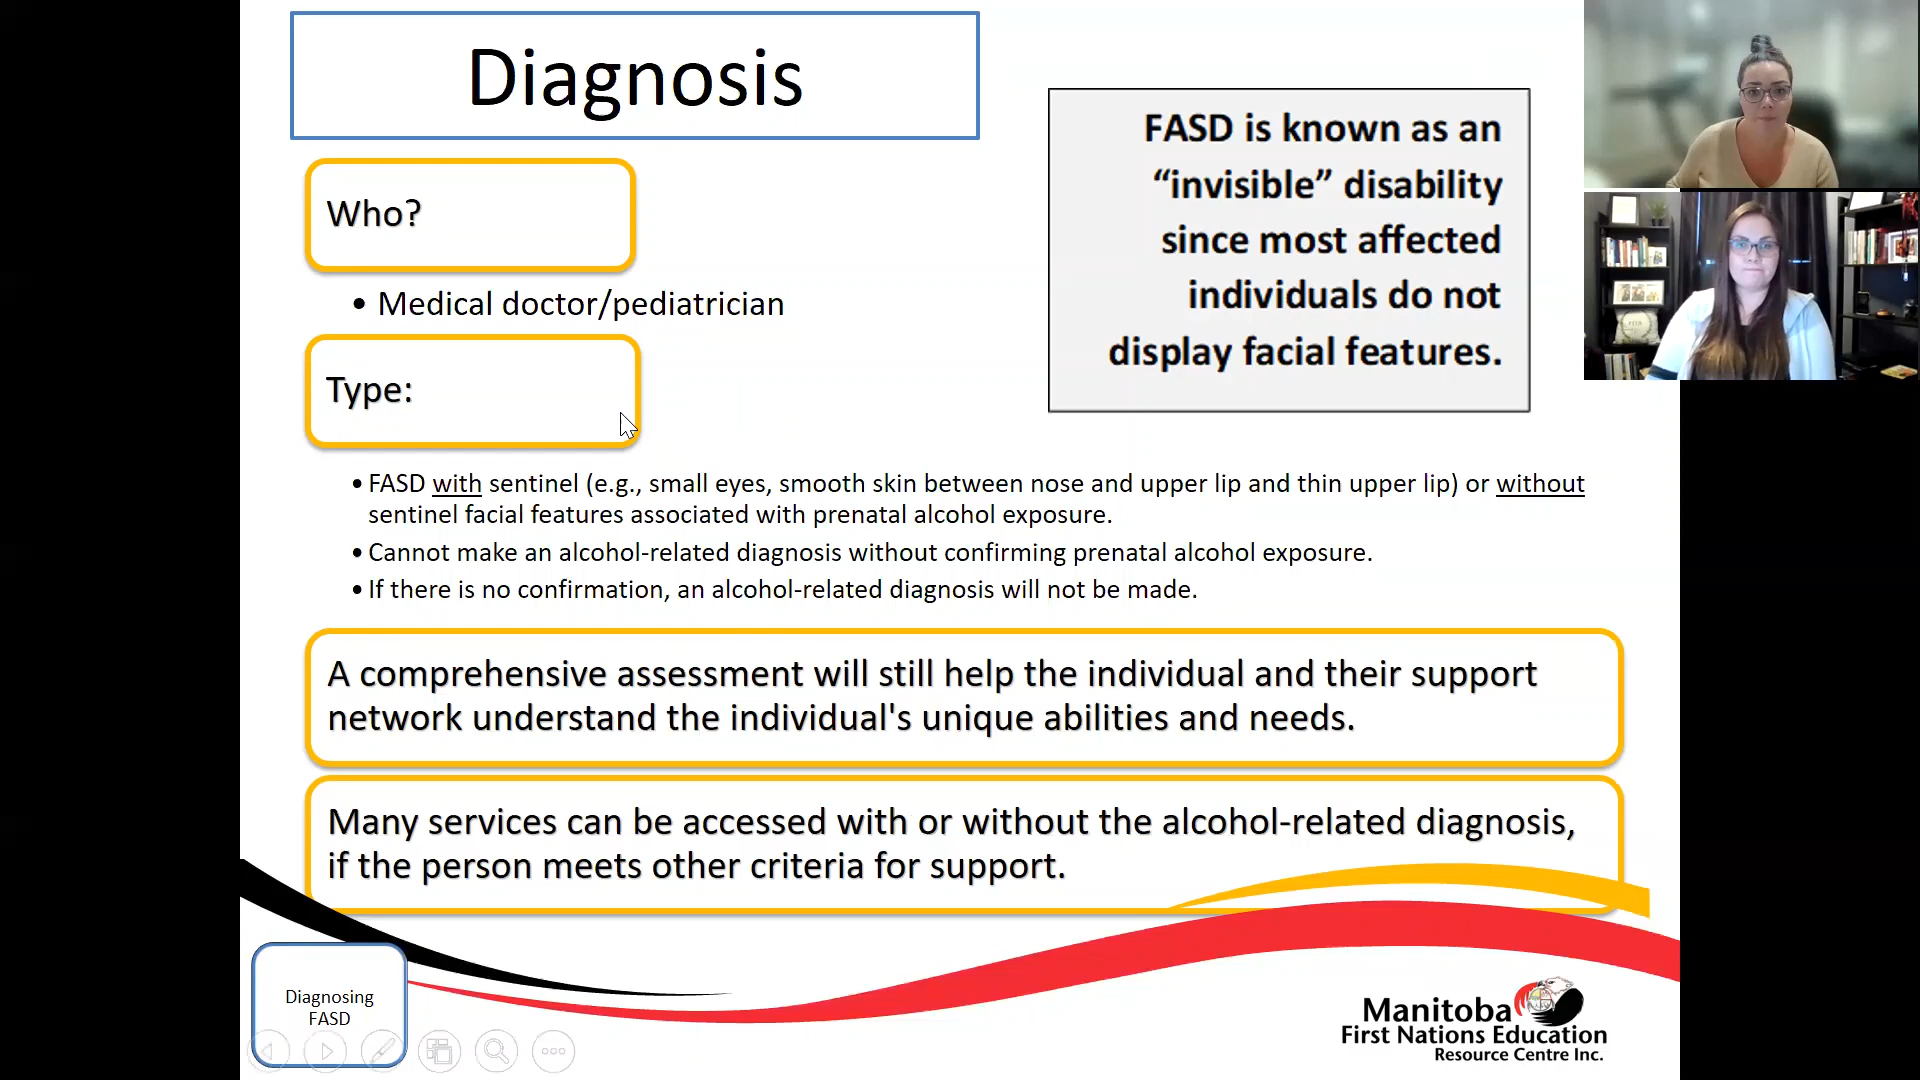 Diagnosis
FASD is known as an
“invisible” disability
since most affected
individuals do not
display facial features.
Who?
• Medical doctor/pediatrician
Type:
• FASD with sentinel (e.g., small eyes, smooth skin between nose and upper lip and thin upper lip) or without
sentinel facial features associated with prenatal alcohol exposure.
• Cannot make an alcohol-related diagnosis without confirming prenatal alcohol exposure.
• If there is no confirmation, an alcohol-related diagnosis will not be made.
A comprehensive assessment will still help the individual and their support
network understand the individual's unique abilities and needs.
Many services can be accessed with or without the alcohol-related diagnosis,
if the person meets other criteria for support.
Diagnosing
FASD
Manitoba
First Nations Education
Resource Centre Inc.